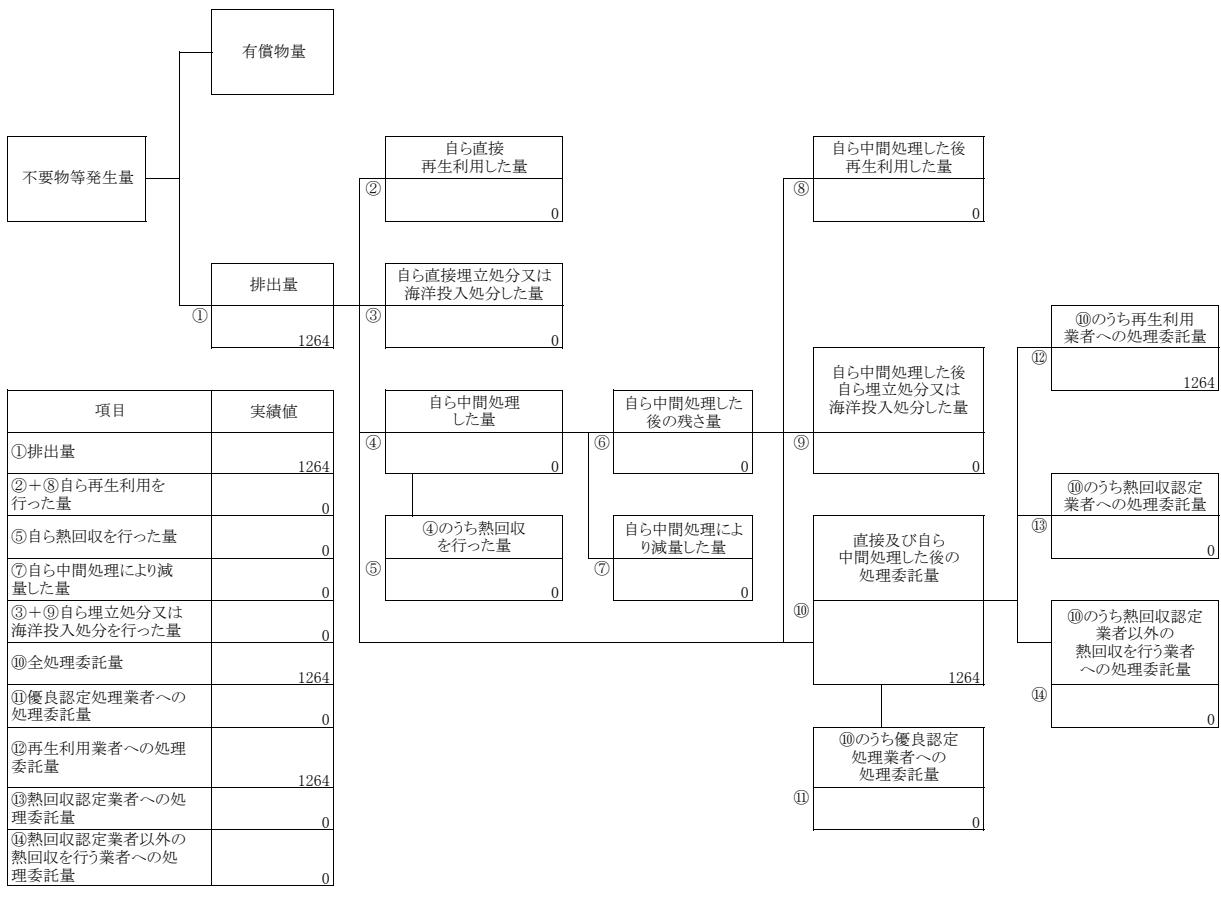 有償物量
不要物等発生量
自ら直接
再生利用した量
②
0
自ら中間処理した後
再生利用した量
⑧
0
排出量
①
1264
自ら直接埋立処分又は
海洋投入処分した量
③
0
⑩のうち再生利用
業者への処理委託量
⑫
1264
自ら中間処理
した量
④
0
自ら中間処理した
後の残さ量
⑥
0
自ら中間処理した後
自ら埋立処分又は
海洋投入処分した量
⑨
0
⑩のうち熱回収認定
業者への処理委託量
⑬
0
④のうち熱回収
を行った量
⑤
0
自ら中間処理によ
り減量した量
⑦
0
直接及び自ら
中間処理した後の
処理委託量
⑩
1264
⑩のうち熱回収認定
業者以外の
熱回収を行う業者
への処理委託量
⑭
0
⑩のうち優良認定
処理業者への
処理委託量
⑪
0
項目 実績値
①排出量
1264
②＋⑧自ら再生利用を
行った量
0
⑤自ら熱回収を行った量
0
⑦自ら中間処理により減
量した量
0
③＋⑨自ら埋立処分又は
海洋投入処分を行った量
0
⑩全処理委託量
1264
⑪優良認定処理業者への
処理委託量
0
⑫再生利用業者への処理
委託量
1264
⑬熱回収認定業者への処
理委託量
0
⑭熱回収認定業者以外の
熱回収を行う業者への処
理委託量
0